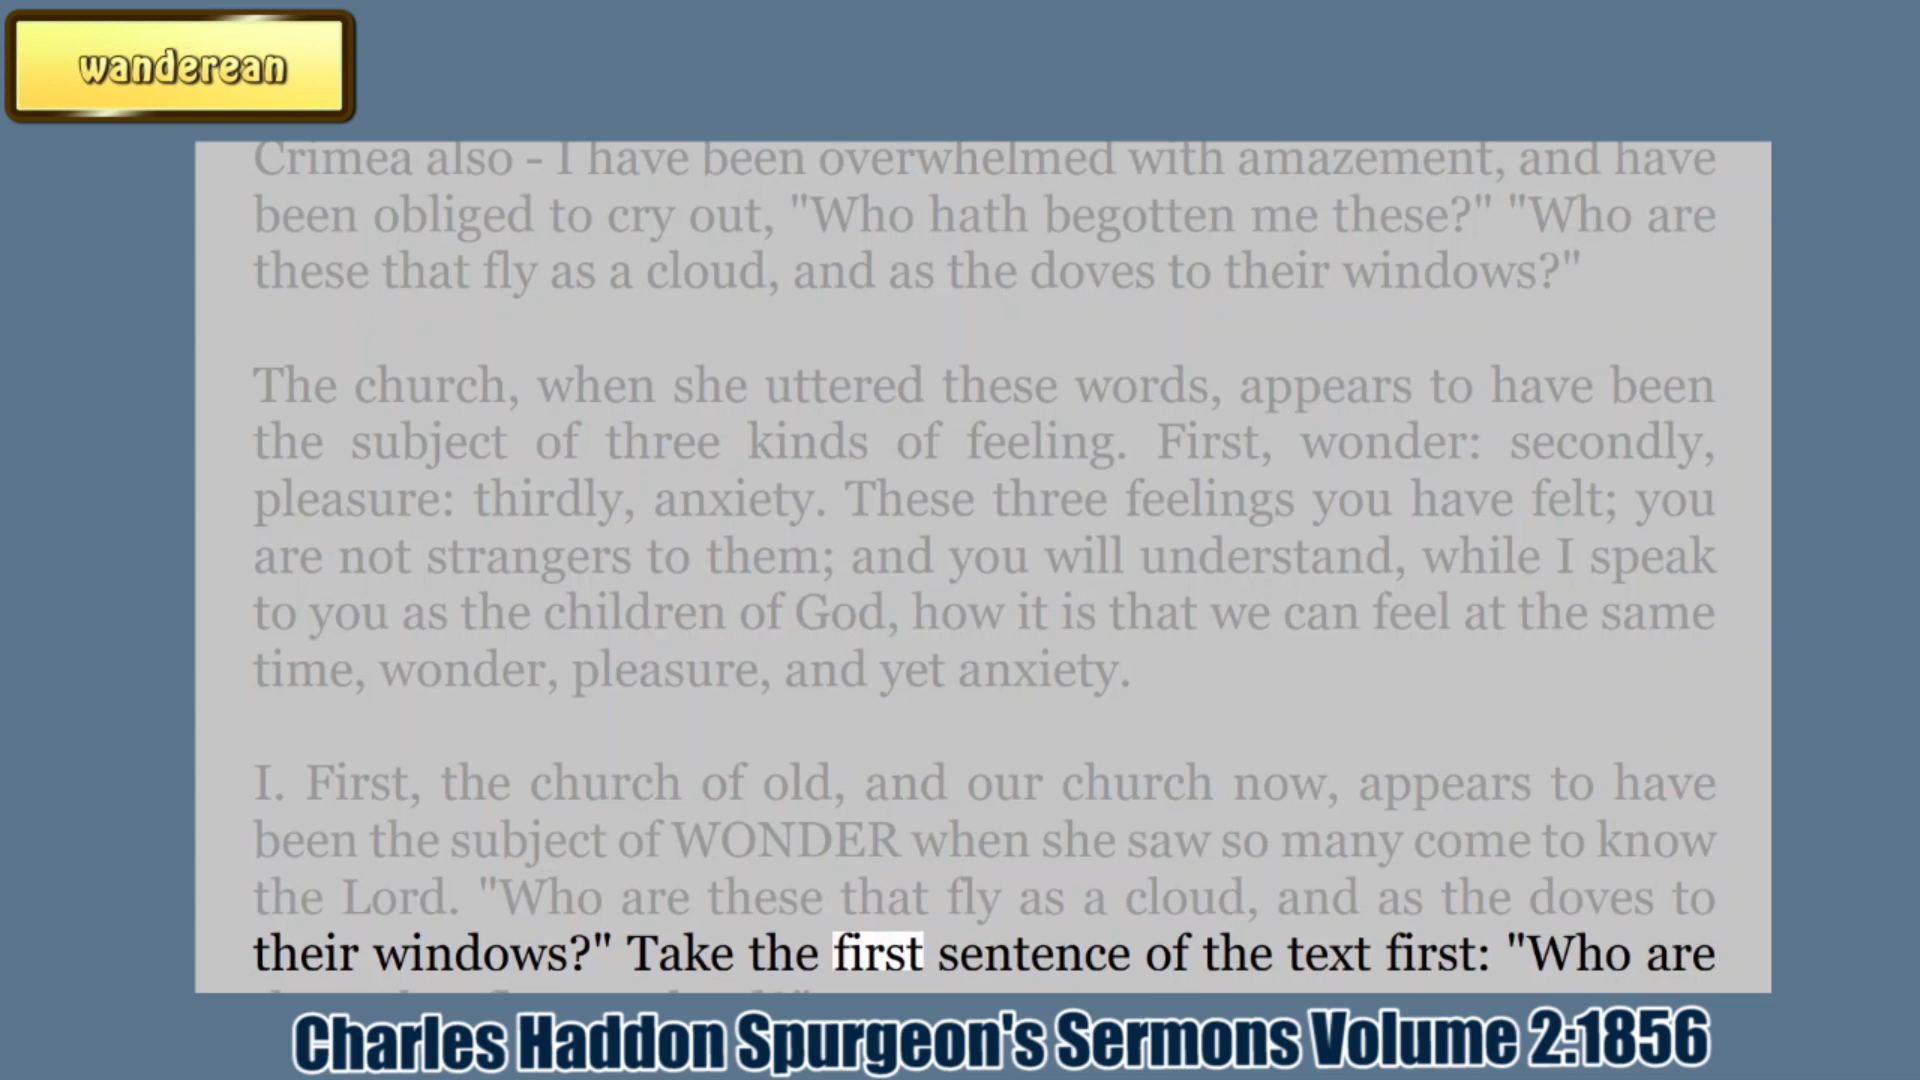 wanderean
Crimea also - I have been overwhelmed with amazement, and have
been obliged to cry out, "Who hath begotten me these?" "Who are
these that fly as a cloud, and as the doves to their windows?"
The church, when she uttered these words, appears to have been
the subject of three kinds of feeling. First, wonder: secondly,
pleasure: thirdly, anxiety. These three feelings you have felt; you
are not strangers to them; and you will understand, while I speak
to you as the children of God, how it is that we can feel at the same
time, wonder, pleasure, and yet anxiety.
I. First, the church of old, and our church now, appears to have
been the subject of WONDER when she saw so many come to know
the Lord. "Who are these that fly as a cloud, and as the doves to
their windows?" Take the first sentence of the text first: "Who are
Charles Haddon Spurgeon's Sermons Volume 2:1856